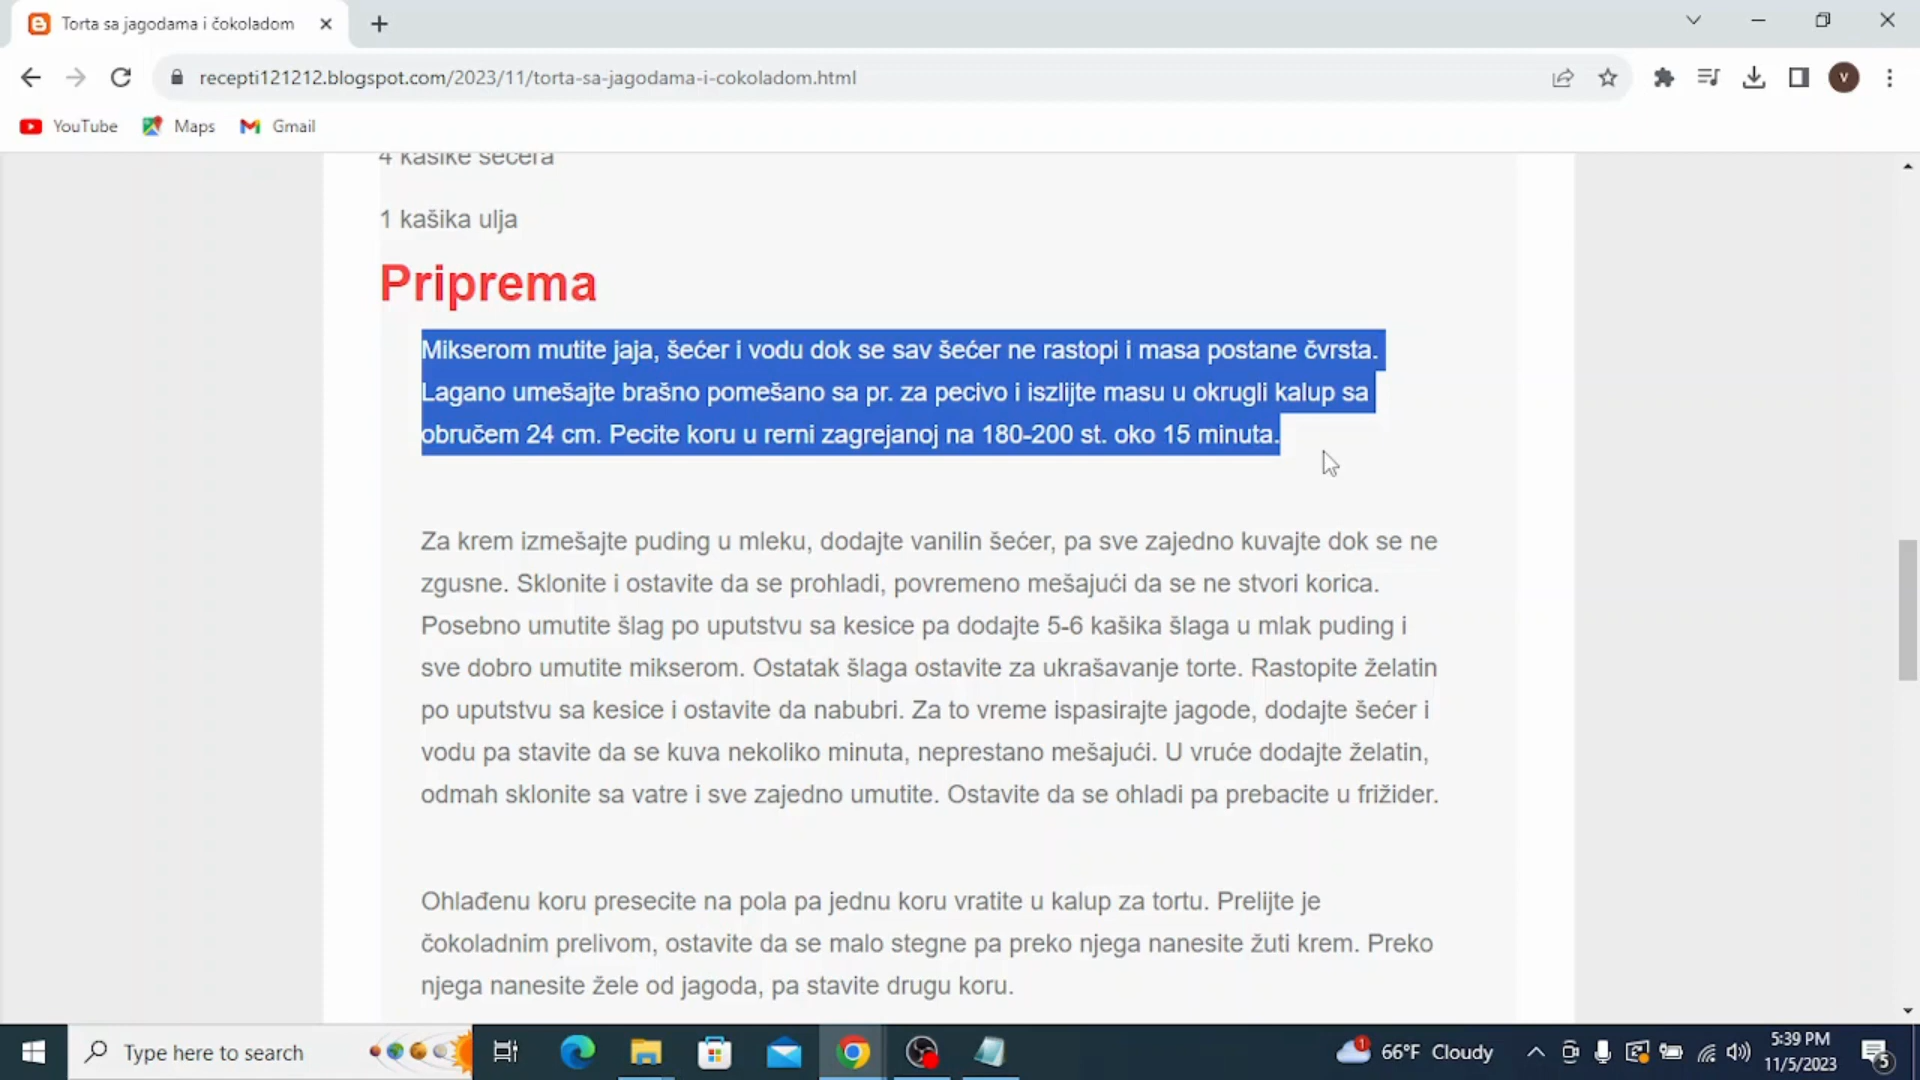 Torta sa jagodama i čokoladom
recepti121212.blogspot.com/2023/11/torta-sa-jagodama-i-cokoladom.html
V
YouTube
Maps
Gmail
4 kašike šećera
1 kašika ulja
Priprema
Mikserom mutite jaja, šećer i vodu dok se sav šećer ne rastopi i masa postane čvrsta.
Lagano umešajte brašno pomešano sa pr. za pecivo i iszlijte masu u okrugli kalup sa
obručem 24 cm. Pecite koru u rerni zagrejanoj na 180-200 st. oko 15 minuta.
Za krem izmešajte puding u mleku, dodajte vanilin šećer, pa sve zajedno kuvajte dok se ne
zgusne. Sklonite i ostavite da se prohladi, povremeno mešajući da se ne stvori korica.
Posebno umutite šlag po uputstvu sa kesice pa dodajte 5-6 kašika šlaga u mlak puding i
sve dobro umutite mikserom. Ostatak šlaga ostavite za ukrašavanje torte. Rastopite želatin
po uputstvu sa kesice i ostavite da nabubri. Za to vreme ispasirajte jagode, dodajte šećer i
vodu pa stavite da se kuva nekoliko minuta, neprestano mešajući. U vruće dodajte želatin,
odmah sklonite sa vatre i sve zajedno umutite. Ostavite da se ohladi pa prebacite u frižider.
Ohlađenu koru presecite na pola pa jednu koru vratite u kalup za tortu. Prelijte je
čokoladnim prelivom, ostavite da se malo stegne pa preko njega nanesite žuti krem. Preko
njega nanesite žele od jagoda, pa stavite drugu koru.
Type here to search
1
66°F Cloudy
5:39 PM
11/5/2023
5